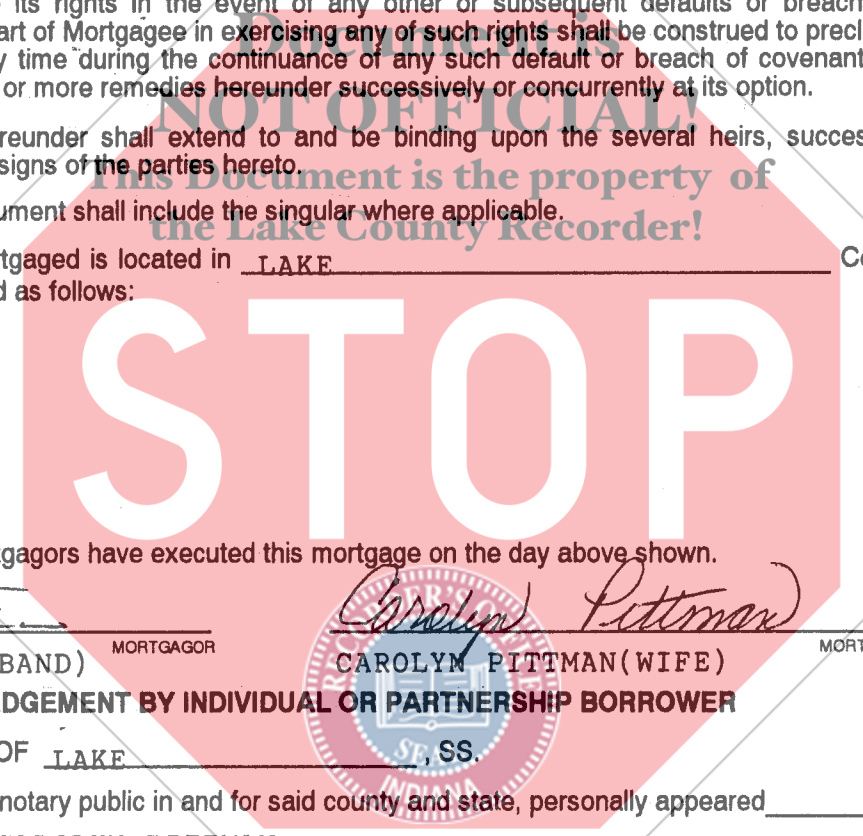 its rights in the event of any other or subsequent defaults or breach
art of Mortgagee in exercising any of such rights shall be construed to precl
y time during the continuance of any such default or breach of covenant
or more remedies hereunder successively or concurrently at its option.
Document is
NOT OFFICIAL!
reunder shall extend to and be binding upon the several heirs, succes
signs of the parties hereto.
This Document is the property of
ument shall include the singular where applicable.
the Lake County Recorder!
tgaged is located in LAKE Co
d as follows:
STOP
tgagors have executed this mortgage on the day above shown.
Carolyn Pittman
MORTGAGOR MORT
BAND) CAROLYN PITTMAN(WIFE)
DGEMENT BY INDIVIDUAL OR PARTNERSHIP BORROWER
OF LAKE , SS.
RECORDER'S OFFICE
SEAL
INDIANA
notary public in and for said county and state, personally appeared